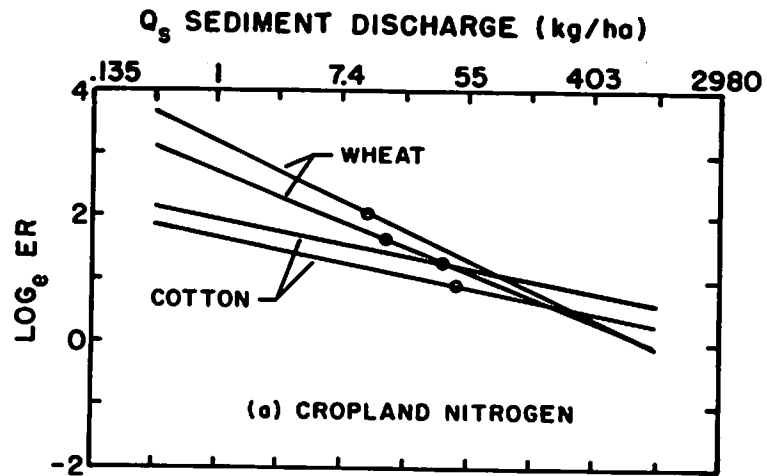 Qs SEDIMENT DISCHARGE (kg/ha)
.135 1 7.4 55 403 2980
4
WHEAT
2
LOGe ER
COTTON
0
(a) CROPLAND NITROGEN
-2